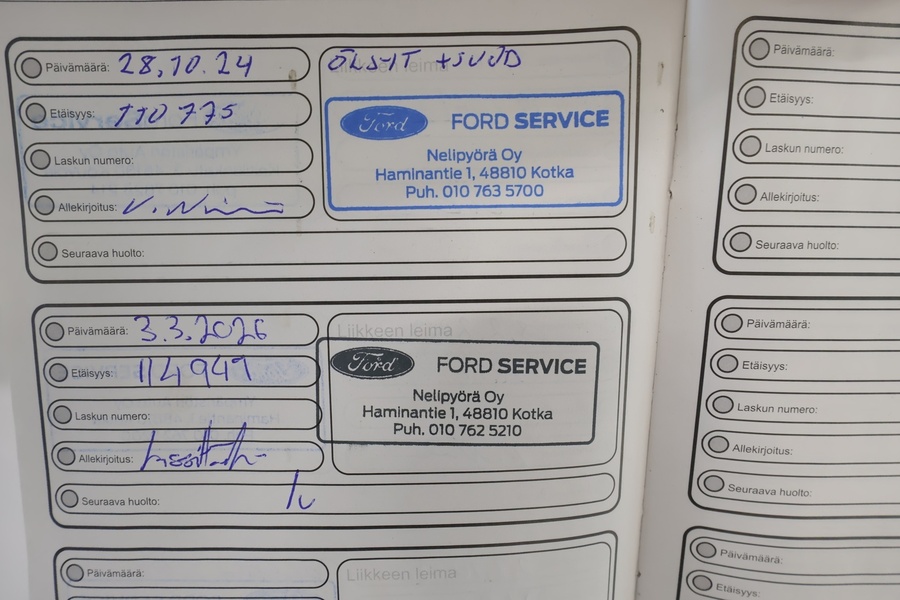 Päivämäärä: 28,10.24
Etäisyys: 110 775
Laskun numero:
Allekirjoitus:
Seuraava huolto:
ÖLJYT
Ford FORD SERVICE
Nelipyörä Oy
Haminantie 1, 48810 Kotka
Puh. 010 763 5700
Päivämäärä: 3.3.2026
Etäisyys: 114 949
Laskun numero:
Allekirjoitus:
Seuraava huolto:
Liikkeen leima
Ford FORD SERVICE
Nelipyörä Oy
Haminantie 1, 48810 Kotka
Puh. 010 762 5210
Päivämäärä:
Liikkeen leima
Päivämäärä:
Etäisyys:
Laskun numero:
Allekirjoitus:
Seuraava huolto:
Päivämäärä:
Etäisyys:
Laskun numero:
Allekirjoitus:
Seuraava huolto:
Päivämäärä:
Etäisyys: